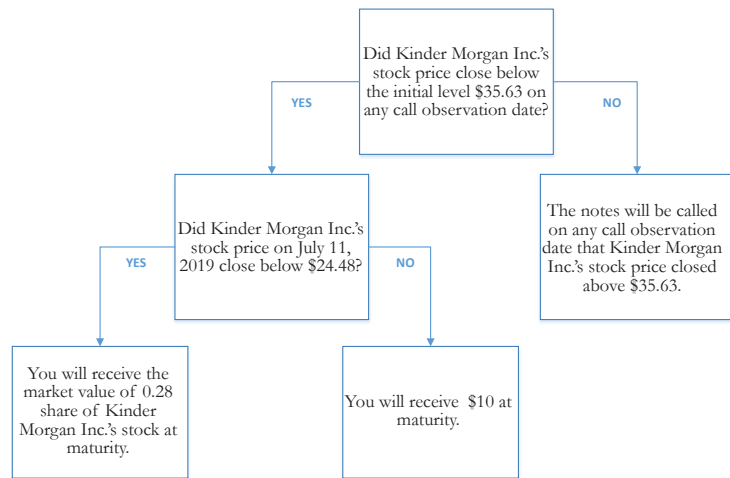 Did Kinder Morgan Inc.'s
stock price close below
the initial level $35.63 on
any call observation date?
YES
NO
Did Kinder Morgan Inc.'s
stock price on July 11,
2019 close below $24.48?
The notes will be called
on any call observation
date that Kinder Morgan
Inc.'s stock price closed
above $35.63.
YES
NO
You will receive the
market value of 0.28
share of Kinder
Morgan Inc.'s stock at
maturity.
You will receive $10 at
maturity.